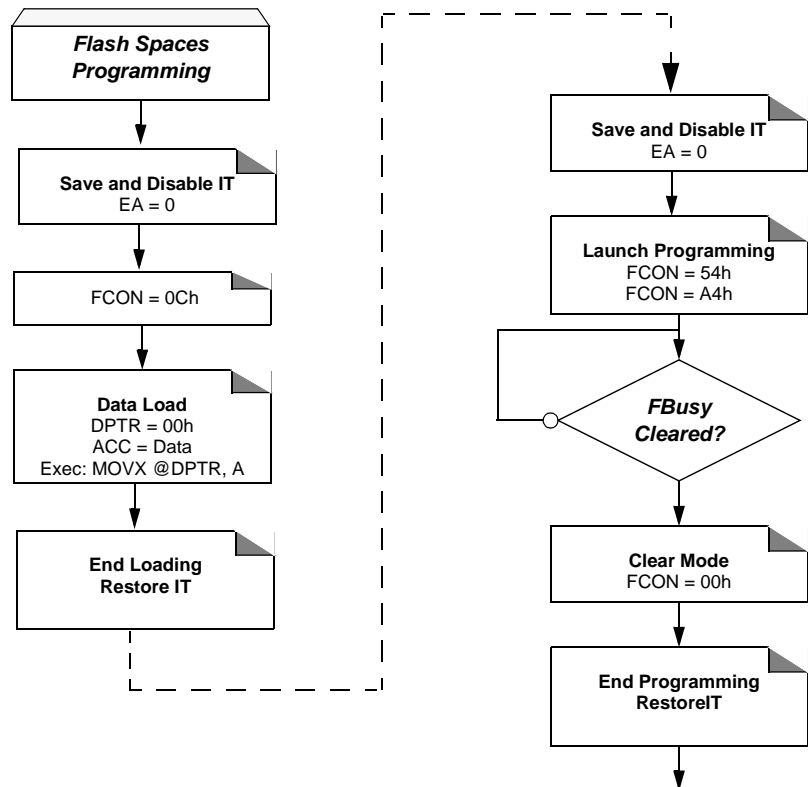 Flash Spaces
Programming
Save and Disable IT
EA = 0
FCON = 0Ch
Data Load
DPTR = 00h
ACC = Data
Exec: MOVX @DPTR, A
End Loading
Restore IT
Save and Disable IT
EA = 0
Launch Programming
FCON = 54h
FCON = A4h
FBusy
Cleared?
Clear Mode
FCON = 00h
End Programming
RestoreIT